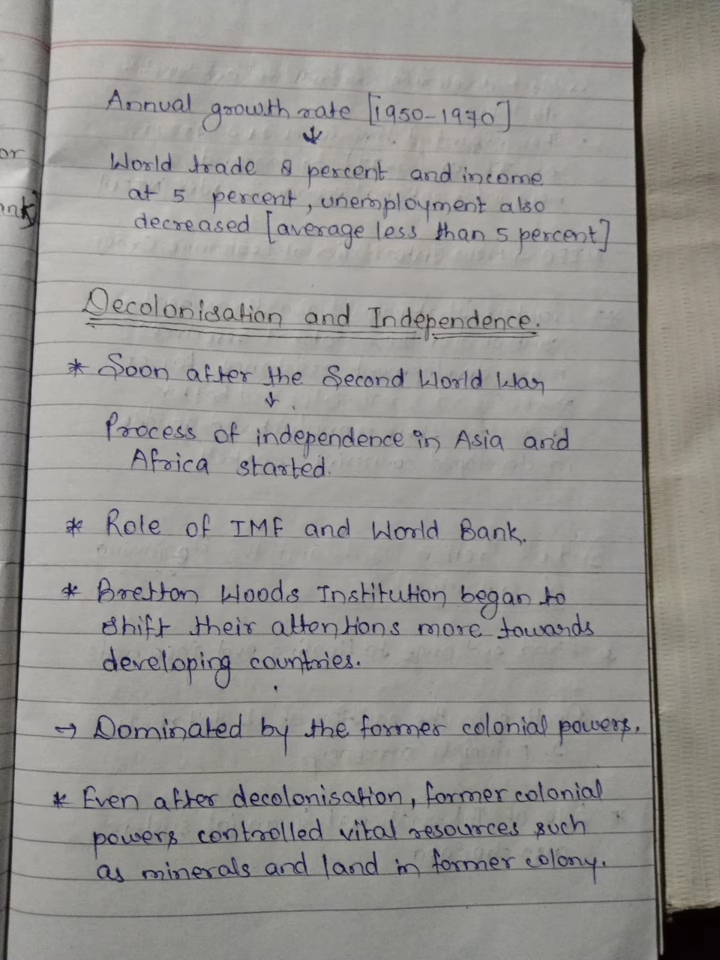 Annual growth rate [1950-1970]
↓
World trade 8 percent and income
at 5 percent, unemployment also
decreased [average less than 5 percent]
Decolonisation and Independence.
* Soon after the Second World War
↓
Process of independence in Asia and
Africa started.
* Role of IMF and World Bank.
* Bretton Woods Institution began to
shift their attentions more towards
developing countries.
→ Dominated by the former colonial powers.
* Even after decolonisation, former colonial
powers controlled vital resources such
as minerals and land in former colony.